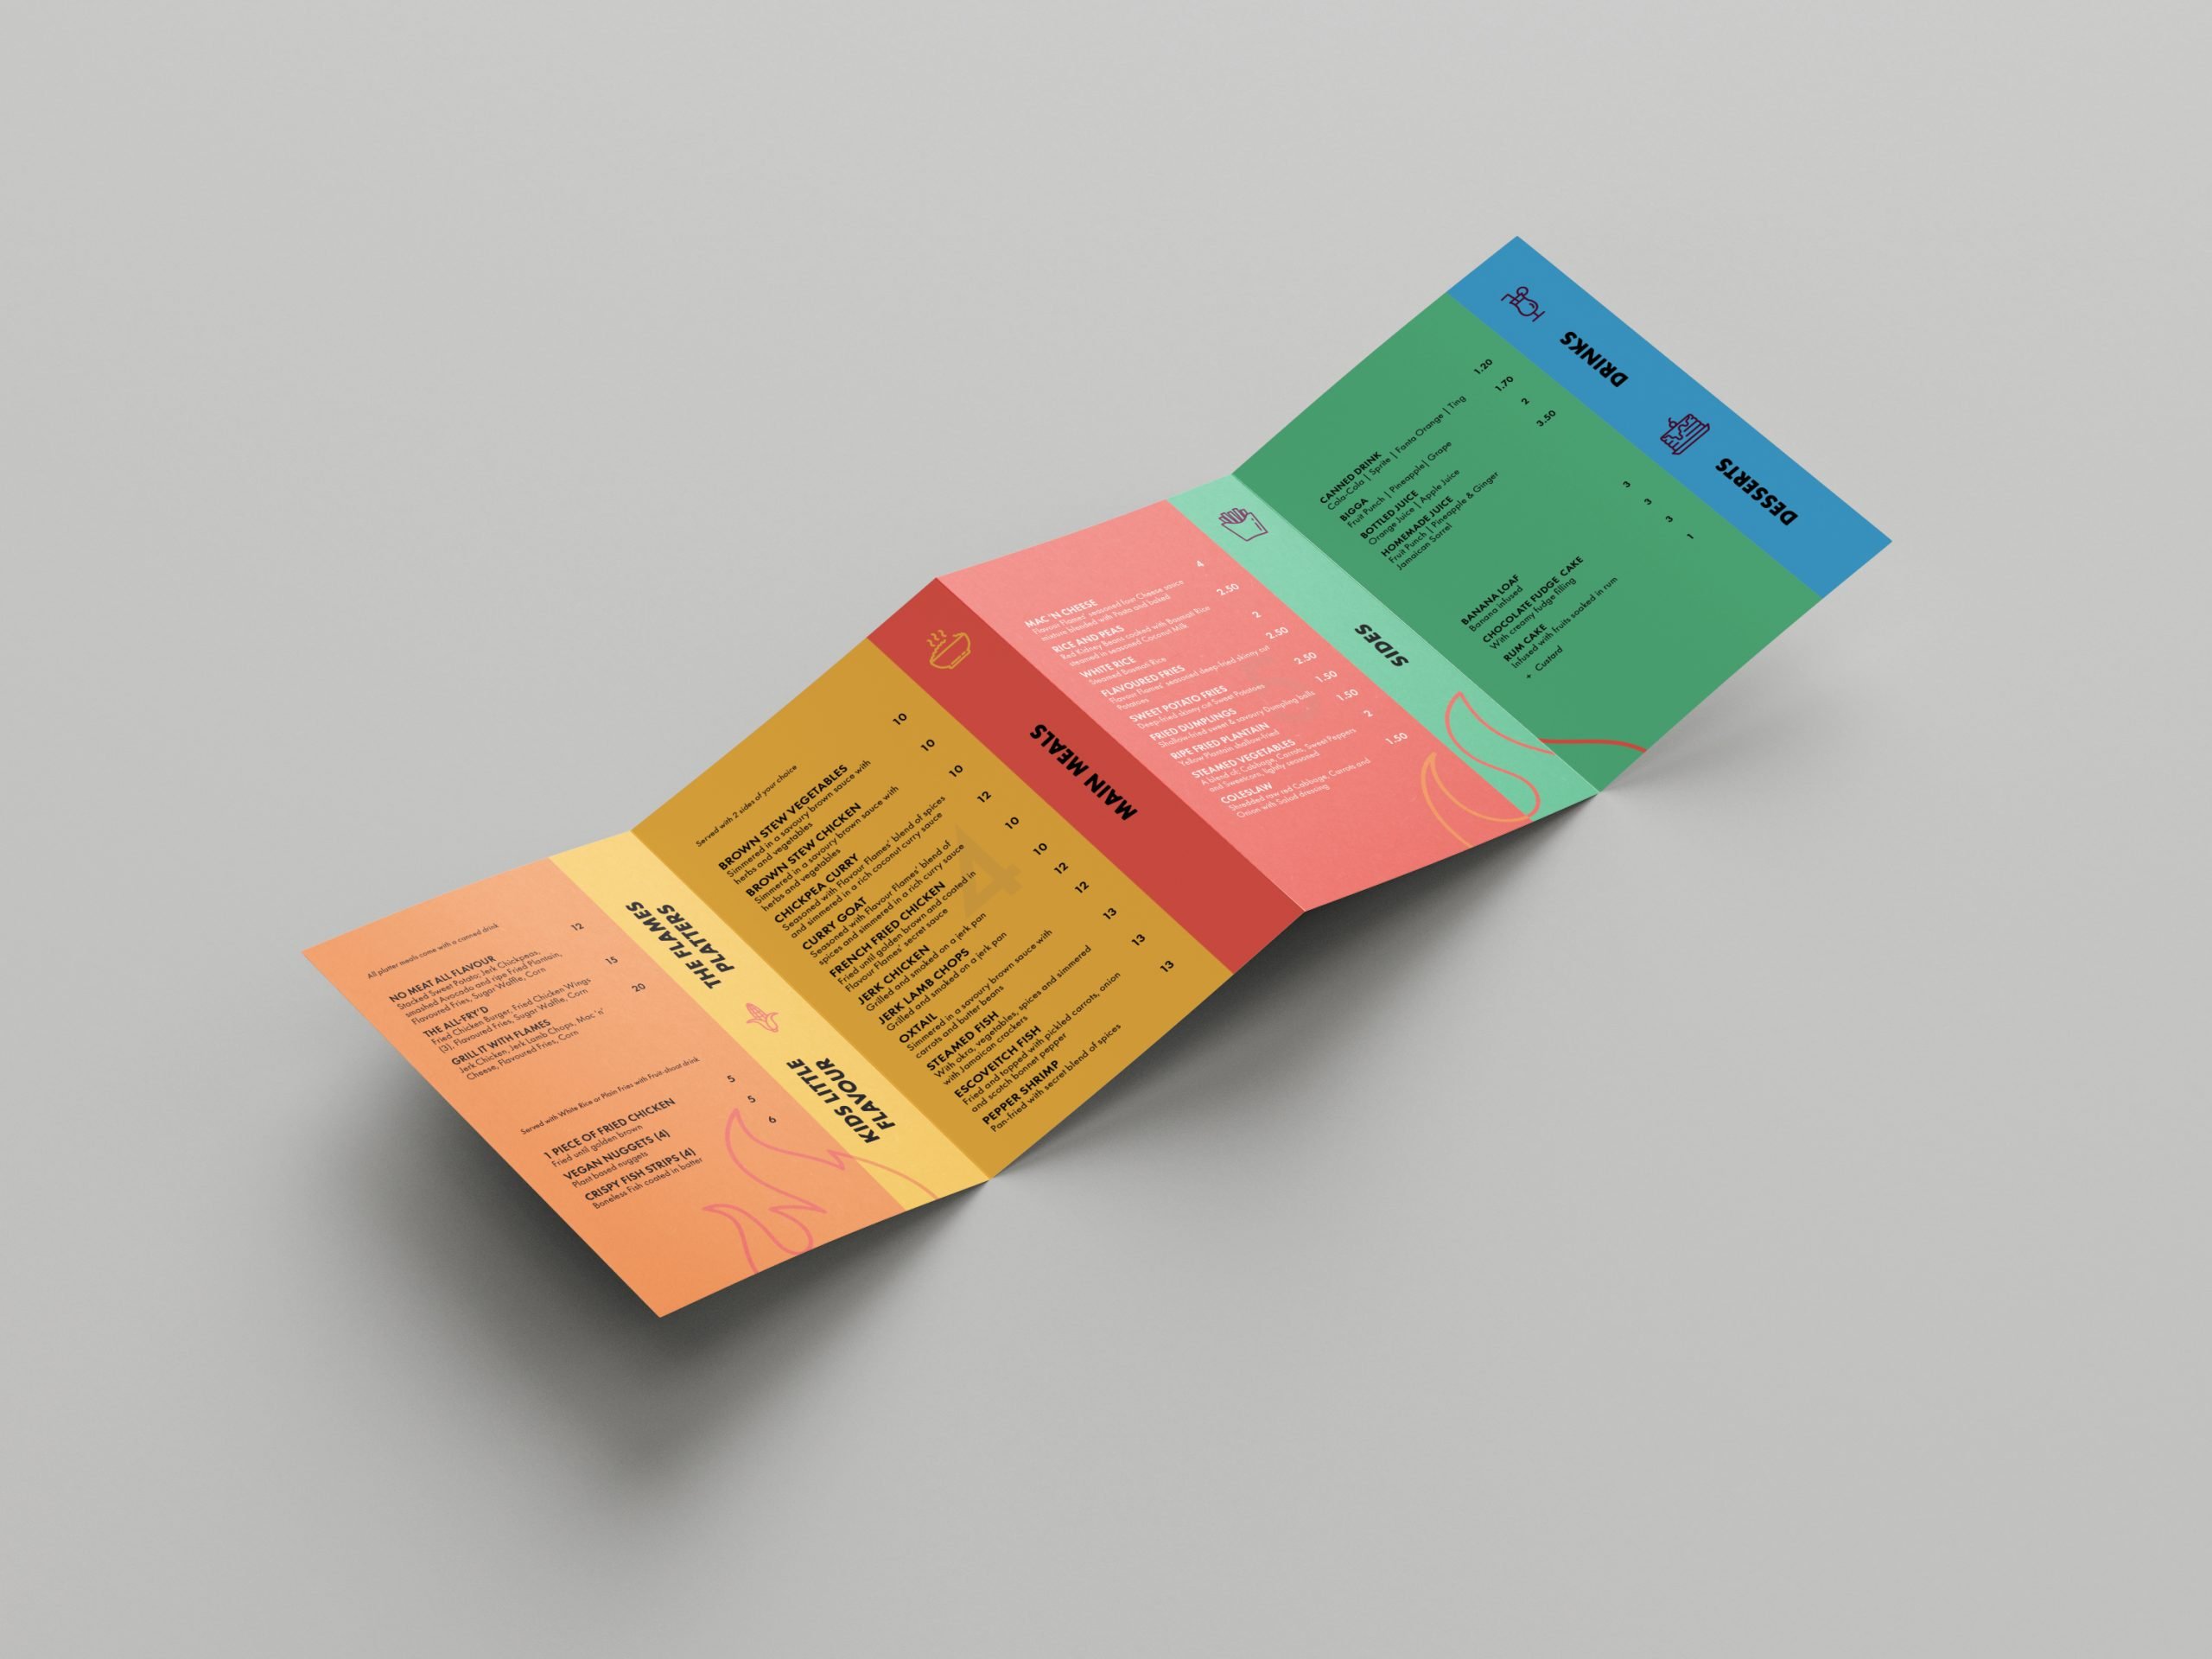 All platter meals come with a canned drink
NO MEAT ALL FLAVOUR 12
Stacked Sweet Potato; Jerk Chickpeas,
smashed Avocado and ripe Fried Plantain,
Flavoured Fries, Sugar Waffle, Corn
THE ALL-FRY'D 15
Fried Chicken Burger, Fried Chicken Wings
(3), Flavoured Fries, Sugar Waffle, Corn
GRILL IT WITH FLAMES 20
Jerk Chicken, Jerk Lamb Chops, Mac 'n'
Cheese, Flavoured Fries, Corn
THE FLAMES
PLATTERS
Served with White Rice or Plain Fries with Fruit-shoot drink
1 PIECE OF FRIED CHICKEN 5
Fried until golden brown
VEGAN NUGGETS (4) 5
Plant based nuggets
CRISPY FISH STRIPS (4) 6
Boneless Fish coated in batter
KIDS LITTLE
FLAVOUR
Served with 2 sides of your choice
BROWN STEW VEGETABLES 10
Simmered in a savoury brown sauce with
herbs and vegetables
BROWN STEW CHICKEN 10
Simmered in a savoury brown sauce with
herbs and vegetables
CHICKPEA CURRY 10
Seasoned with Flavour Flames' blend of spices
and simmered in a rich coconut curry sauce
CURRY GOAT 12
Seasoned with Flavour Flames' blend of
spices and simmered in a rich curry sauce
FRENCH FRIED CHICKEN 10
Fried until golden brown and coated in
Flavour Flames' secret sauce
JERK CHICKEN 10
Grilled and smoked on a jerk pan
JERK LAMB CHOPS 12
Grilled and smoked on a jerk pan
OXTAIL 12
Simmered in a savoury brown sauce with
carrots and butter beans
STEAMED FISH 13
With okra, vegetables, spices and simmered
with Jamaican crackers
ESCOVEITCH FISH 13
Fried and topped with pickled carrots, onion
and scotch bonnet pepper
PEPPER SHRIMP 13
Pan-fried with secret blend of spices
4
MAIN MEALS
MAC 'N CHEESE 4
Flavour Flames' seasoned four Cheese sauce
mixture blended with Pasta and baked
RICE AND PEAS 2.50
Red Kidney Beans cooked with Basmati Rice
steamed in seasoned Coconut Milk
WHITE RICE 2
Steamed Basmati Rice
FLAVOURED FRIES 2.50
Flavour Flames' seasoned deep-fried skinny cut
Potatoes
SWEET POTATO FRIES 2.50
Deep-fried skinny cut Sweet Potatoes
FRIED DUMPLINGS 1.50
Shallow-fried sweet & savoury Dumpling balls
RIPE FRIED PLANTAIN 1.50
Yellow Plantain shallow-fried
STEAMED VEGETABLES 2
A blend of: Cabbage, Carrots, Sweet Peppers
and Sweetcorn, lightly seasoned
COLESLAW 1.50
Shredded raw red Cabbage, Carrots and
Onion with Salad dressing
SIDES
CANNED DRINK 1.20
Cola-Cola | Sprite | Fanta Orange | Ting
BIGGA 1.70
Fruit Punch | Pineapple| Grape
BOTTLED JUICE 2
Orange Juice | Apple Juice
HOMEMADE JUICE 3.50
Fruit Punch | Pineapple & Ginger
Jamaican Sorrel
DRINKS
BANANA LOAF 3
Banana infused
CHOCOLATE FUDGE CAKE 3
With creamy fudge filling
RUM CAKE 3
Infused with fruits soaked in rum
+ Custard 1
DESSERTS